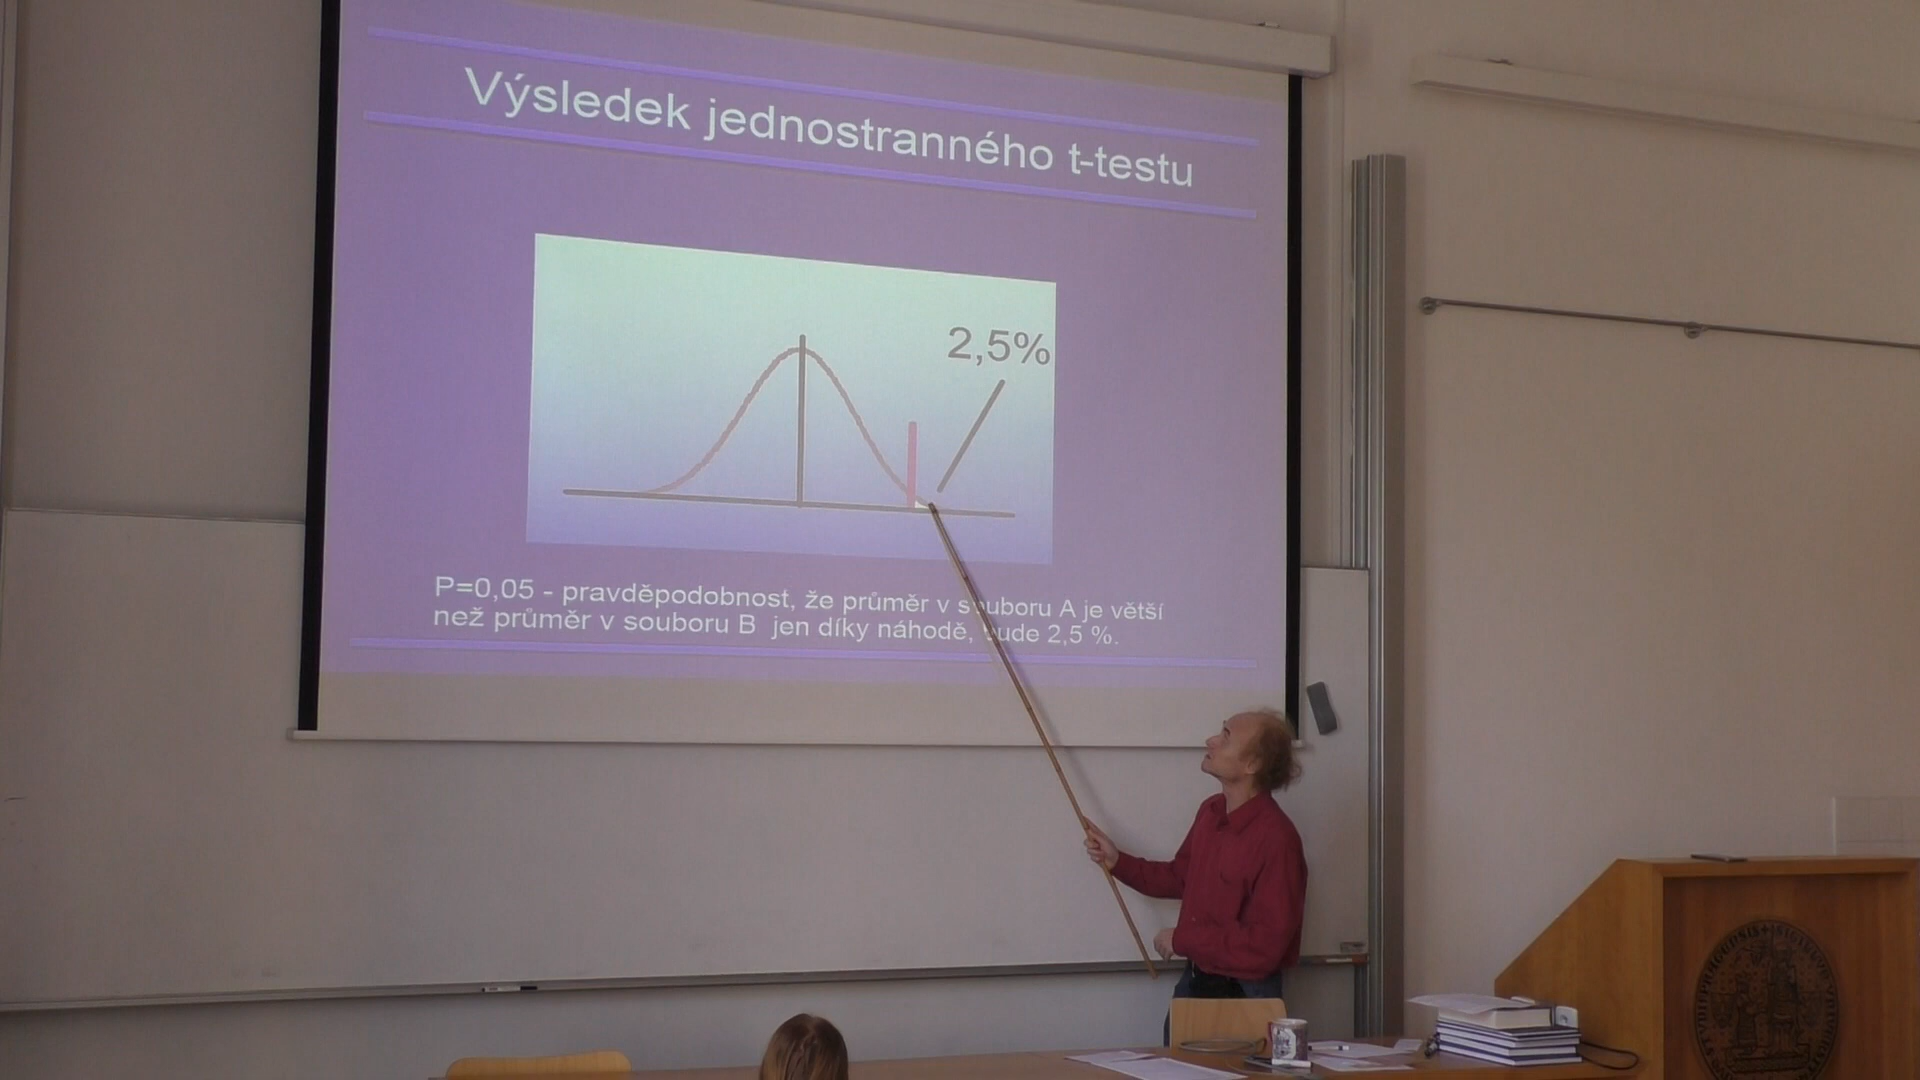 Výsledek jednostranného t-testu
2,5%
P=0,05 - pravděpodobnost, že průměr v souboru A je větší
než průměr v souboru B jen díky náhodě, bude 2,5 %.